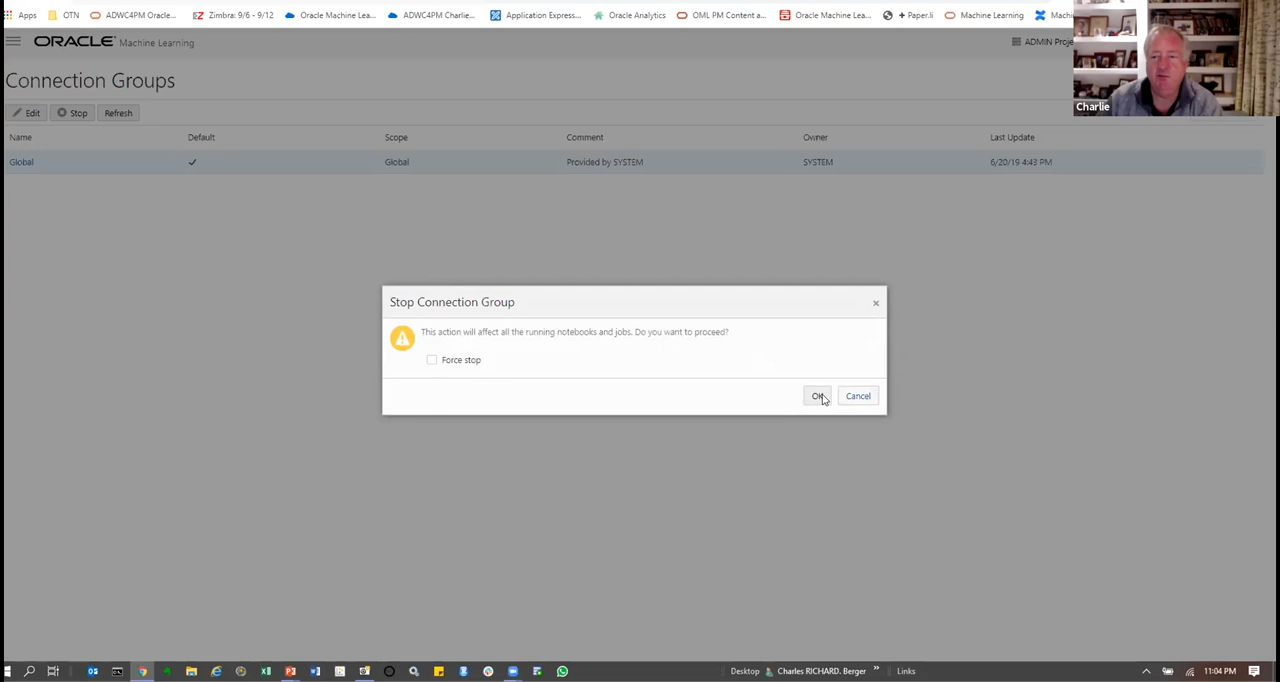 Apps OTN ADWC4PM Oracle... Zimbra: 9/6 - 9/12 Oracle Machine Lea... ADWC4PM Charlie... Application Express... Oracle Analytics OML PM Content a... Oracle Machine Lea... + Paper.li Machine Learning Machi
ORACLE Machine Learning ADMIN Proje
Connection Groups
Edit Stop Refresh
Name Default Scope Comment Owner Last Update
Global Global Provided by SYSTEM SYSTEM 6/20/19 4:43 PM
Charlie
Stop Connection Group
This action will affect all the running notebooks and jobs. Do you want to proceed?
Force stop
OK Cancel
Desktop Charles RICHARD. Berger Links 11:04 PM